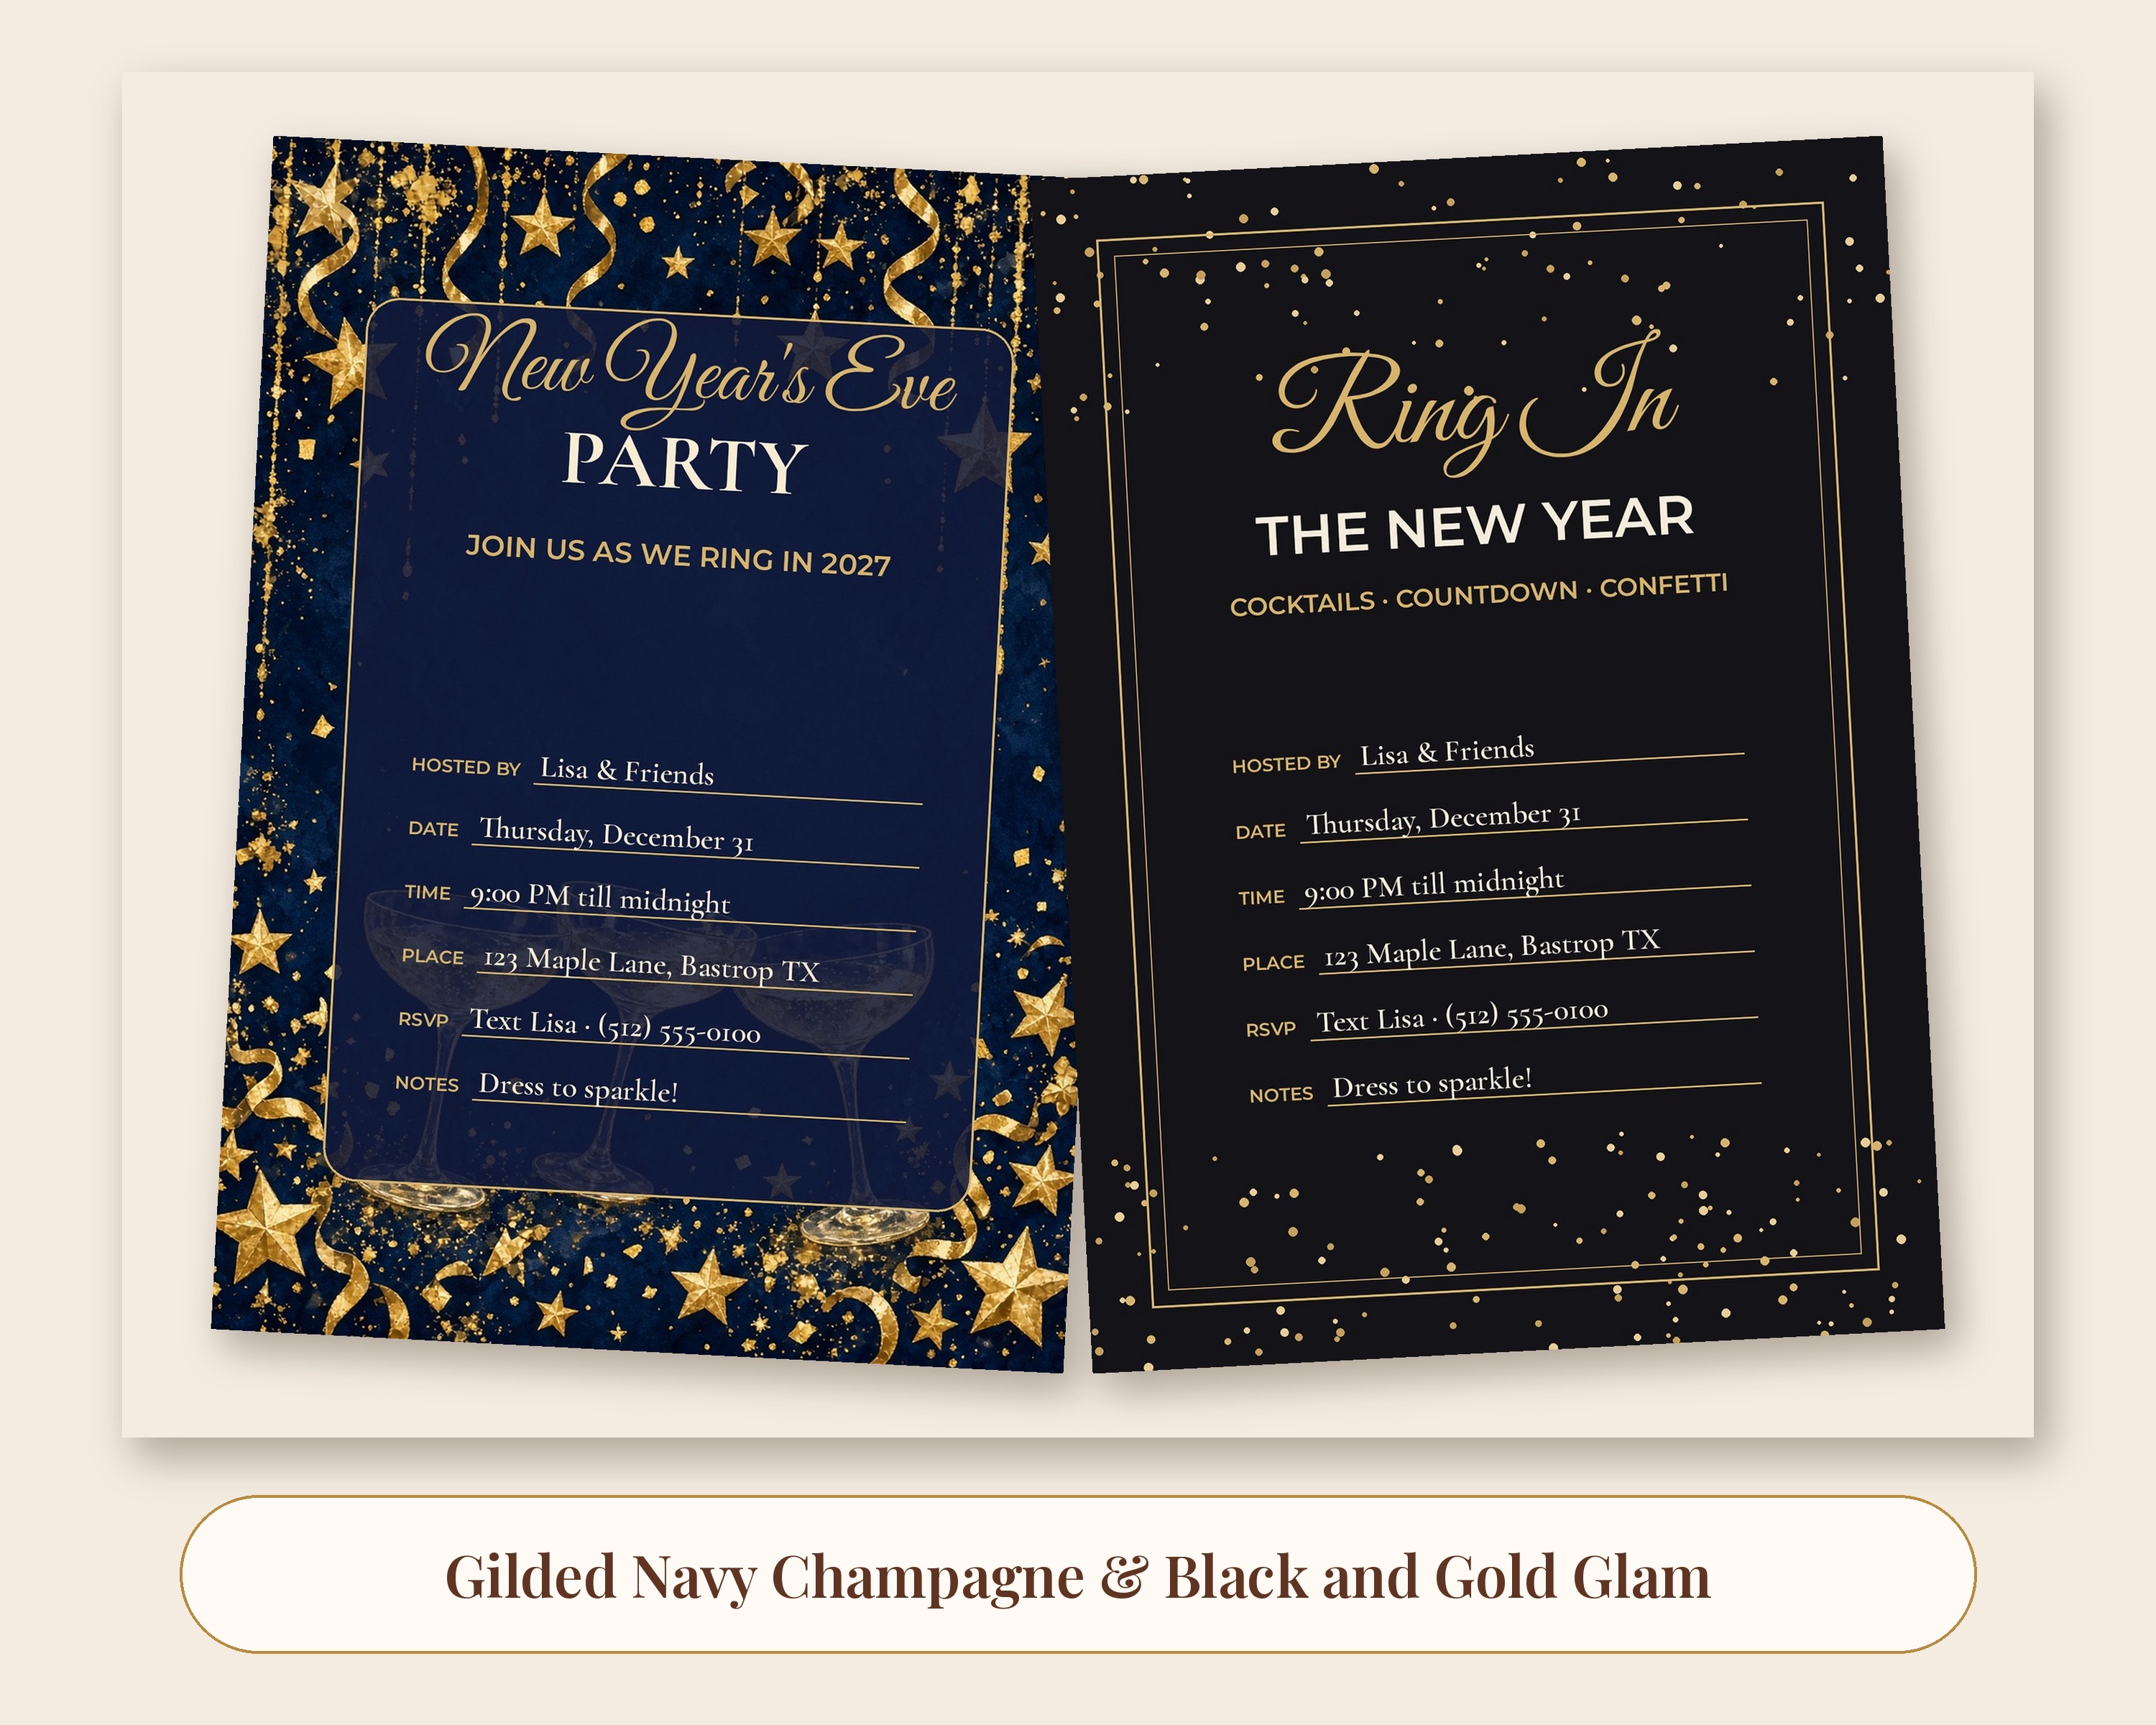 New Year's Eve
PARTY
JOIN US AS WE RING IN 2027
HOSTED BY Lisa & Friends
DATE Thursday, December 31
TIME 9:00 PM till midnight
PLACE 123 Maple Lane, Bastrop TX
RSVP Text Lisa · (512) 555-0100
NOTES Dress to sparkle!
Ring In
THE NEW YEAR
COCKTAILS · COUNTDOWN · CONFETTI
HOSTED BY Lisa & Friends
DATE Thursday, December 31
TIME 9:00 PM till midnight
PLACE 123 Maple Lane, Bastrop TX
RSVP Text Lisa · (512) 555-0100
NOTES Dress to sparkle!
Gilded Navy Champagne & Black and Gold Glam